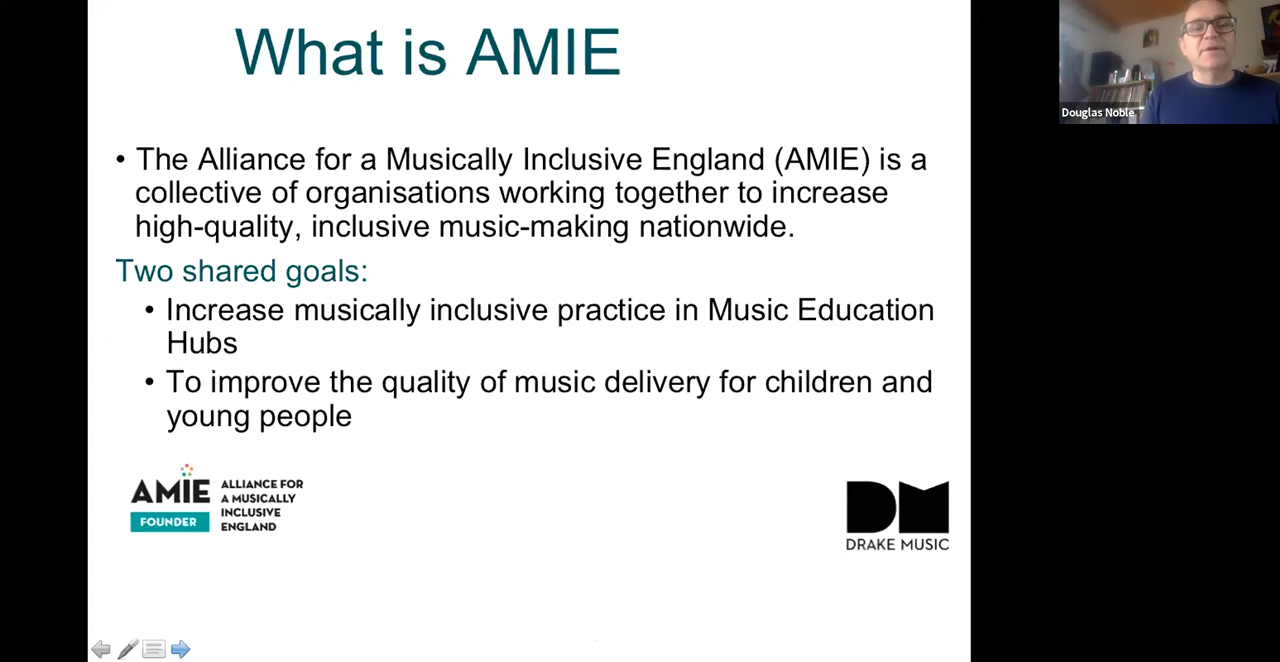 What is AMIE
Douglas Noble
• The Alliance for a Musically Inclusive England (AMIE) is a
collective of organisations working together to increase
high-quality, inclusive music-making nationwide.
Two shared goals:
• Increase musically inclusive practice in Music Education
Hubs
• To improve the quality of music delivery for children and
young people
AMIE
FOUNDER
ALLIANCE FOR
A MUSICALLY
INCLUSIVE
ENGLAND
DM
DRAKE MUSIC